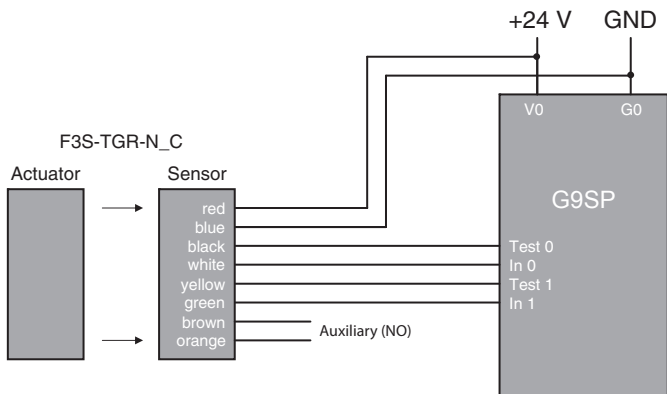 +24 V GND
V0 G0
F3S-TGR-N_C
Actuator Sensor
G9SP
red
blue
black Test 0
white In 0
yellow Test 1
green In 1
brown
orange
Auxiliary (NO)